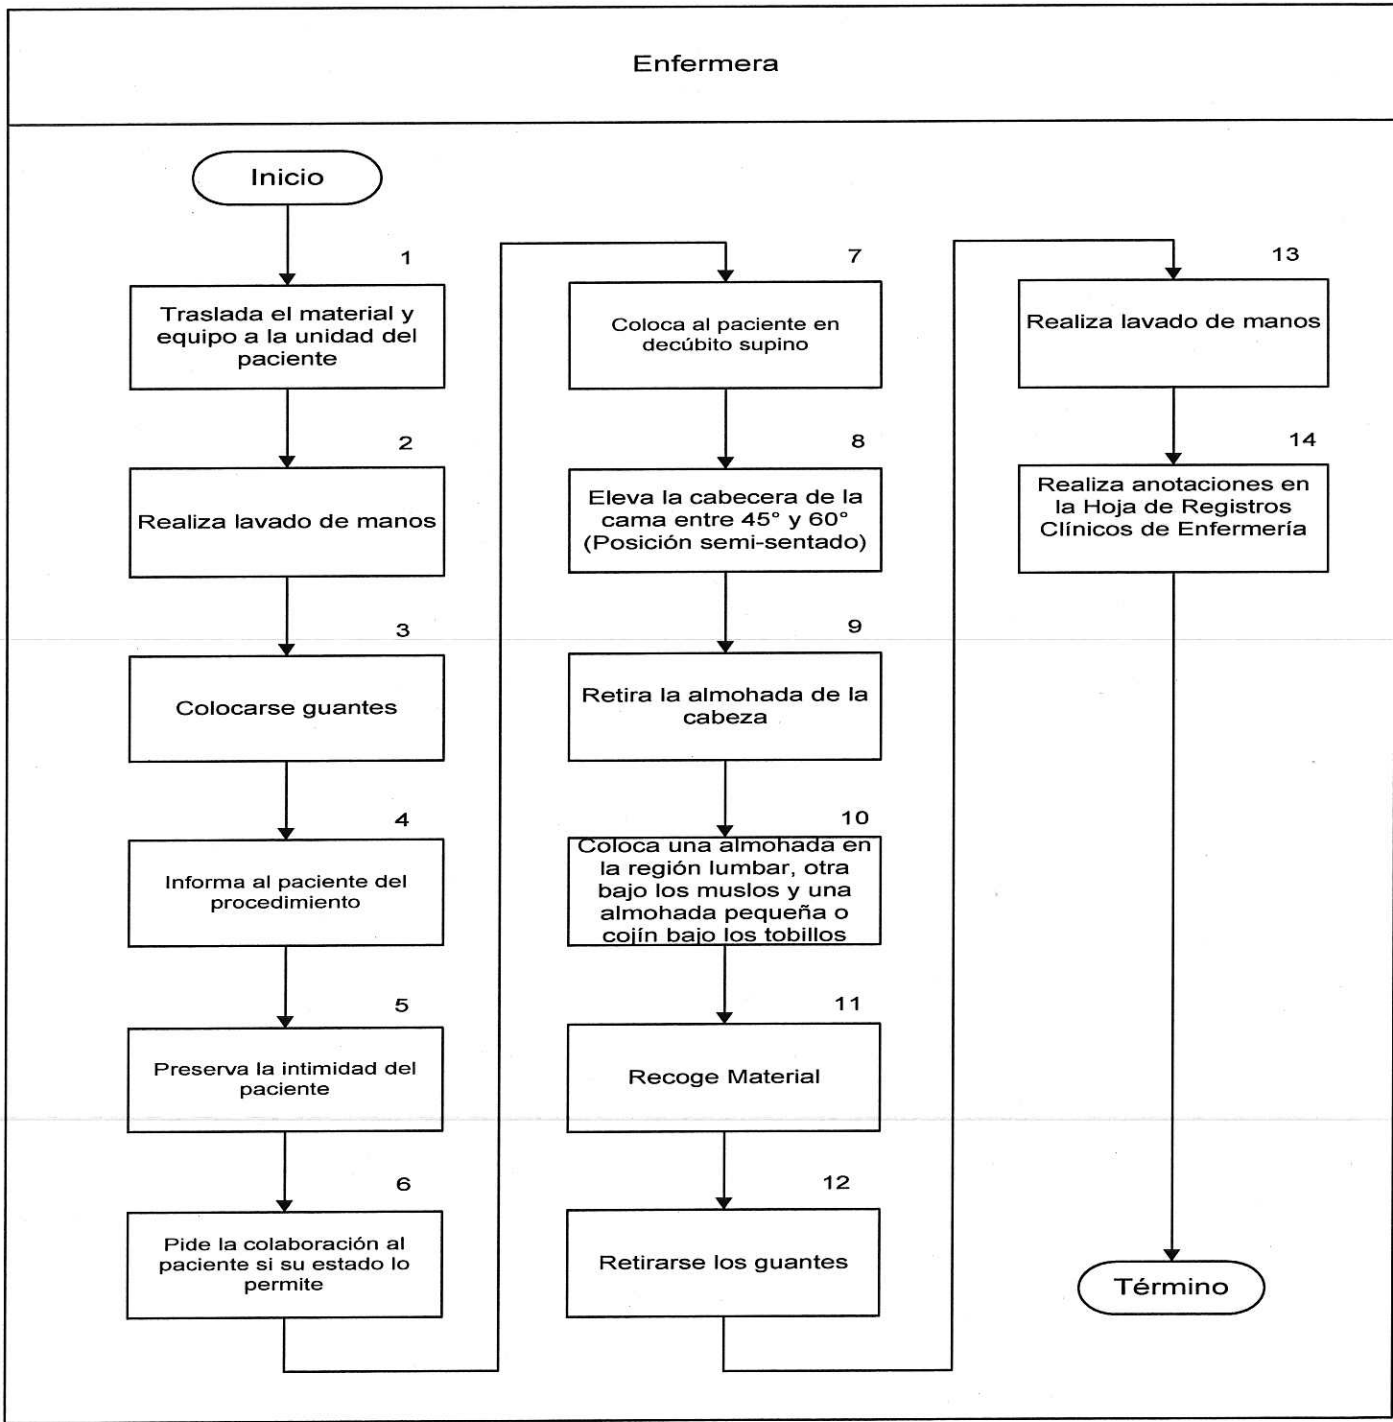 Enfermera
Inicio
1
Traslada el material y
equipo a la unidad del
paciente
2
Realiza lavado de manos
3
Colocarse guantes
4
Informa al paciente del
procedimiento
5
Preserva la intimidad del
paciente
6
Pide la colaboración al
paciente si su estado lo
permite
7
Coloca al paciente en
decúbito supino
8
Eleva la cabecera de la
cama entre 45° y 60°
(Posición semi-sentado)
9
Retira la almohada de la
cabeza
10
Coloca una almohada en
la región lumbar, otra
bajo los muslos y una
almohada pequeña o
cojín bajo los tobillos
11
Recoge Material
12
Retirarse los guantes
13
Realiza lavado de manos
14
Realiza anotaciones en
la Hoja de Registros
Clínicos de Enfermería
Término